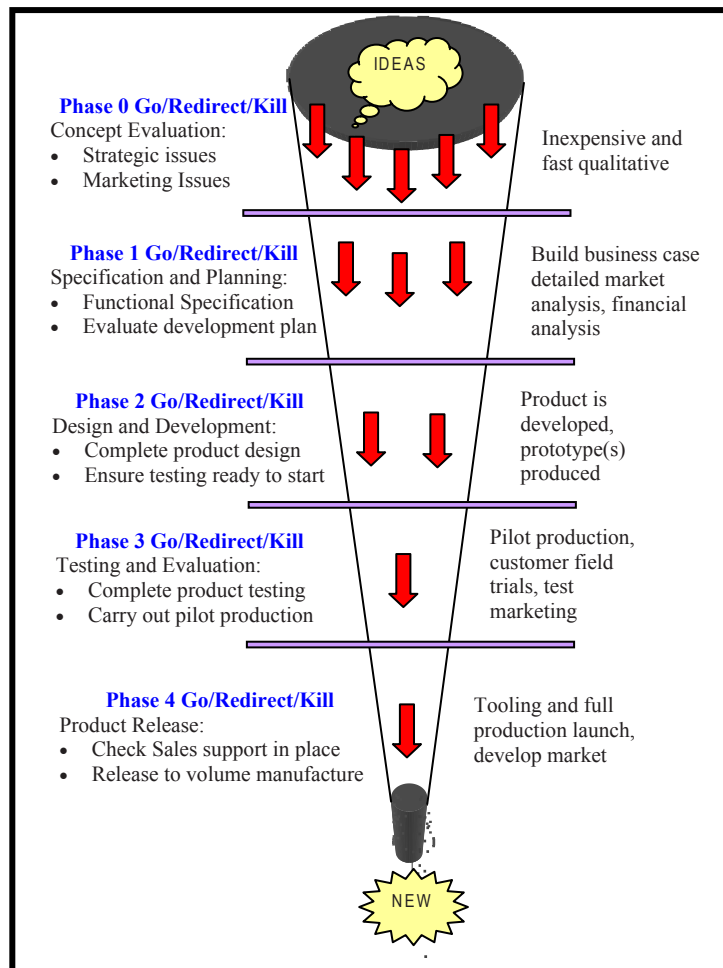 IDEAS
Phase 0 Go/Redirect/Kill
Concept Evaluation:
• Strategic issues
• Marketing Issues
Inexpensive and
fast qualitative
Phase 1 Go/Redirect/Kill
Specification and Planning:
• Functional Specification
• Evaluate development plan
Build business case
detailed market
analysis, financial
analysis
Phase 2 Go/Redirect/Kill
Design and Development:
• Complete product design
• Ensure testing ready to start
Product is
developed,
prototype(s)
produced
Phase 3 Go/Redirect/Kill
Testing and Evaluation:
• Complete product testing
• Carry out pilot production
Pilot production,
customer field
trials, test
marketing
Phase 4 Go/Redirect/Kill
Product Release:
• Check Sales support in place
• Release to volume manufacture
Tooling and full
production launch,
develop market
NEW